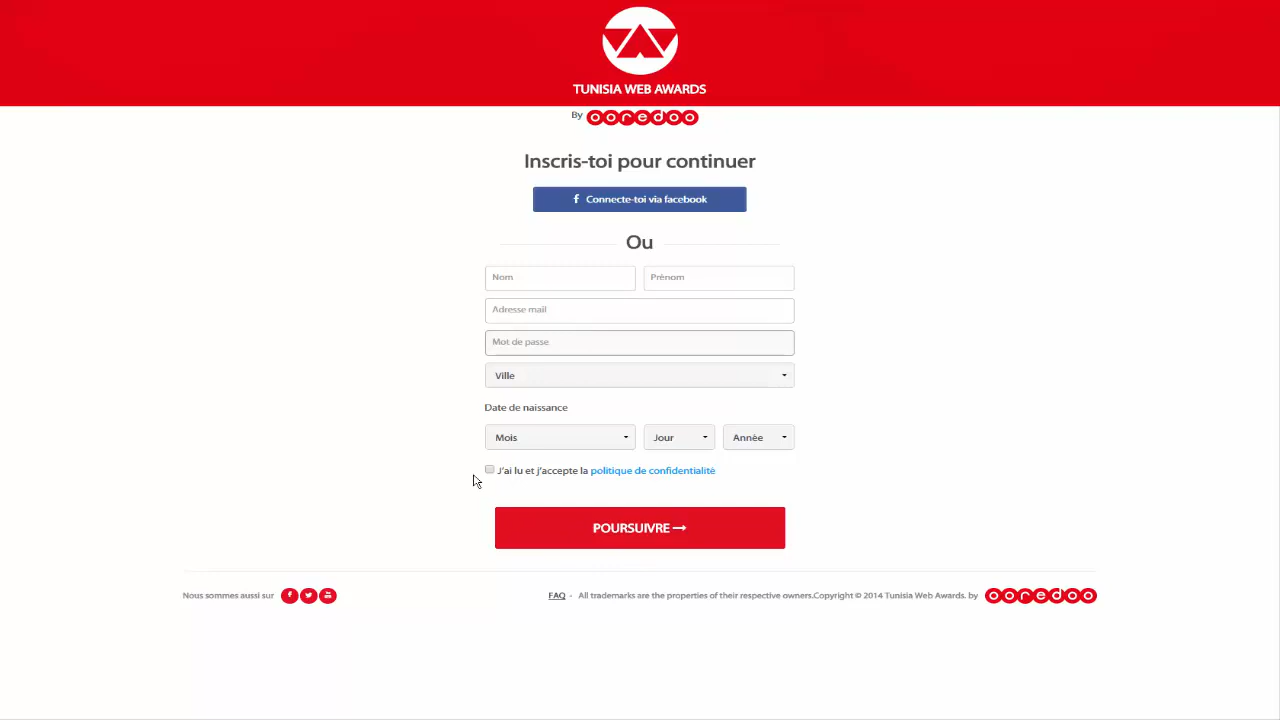 TUNISIA WEB AWARDS
By ooredoo
Inscris-toi pour continuer
f Connecte-toi via facebook
Ou
Nom Prénom
Adresse mail
Mot de passe
Ville
Date de naissance
Mois Jour Année
J'ai lu et j'accepte la politique de confidentialité
POURSUIVRE →
Nous sommes aussi sur FAQ - All trademarks are the properties of their respective owners.Copyright © 2014 Tunisia Web Awards. by ooredoo